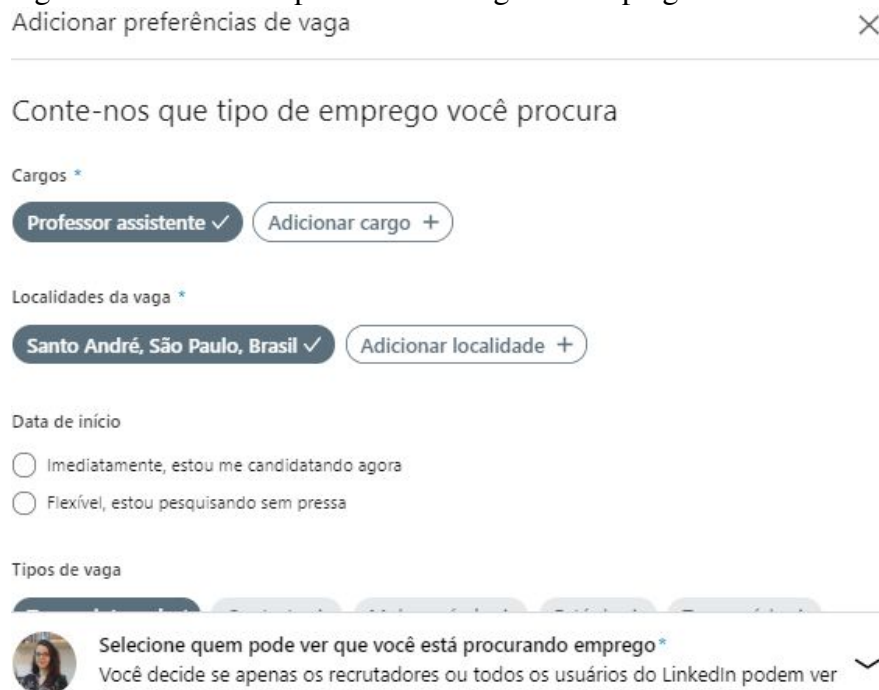 Adicionar preferências de vaga
Conte-nos que tipo de emprego você procura
Cargos *
Professor assistente ✓ Adicionar cargo +
Localidades da vaga *
Santo André, São Paulo, Brasil ✓ Adicionar localidade +
Data de início
Imediatamente, estou me candidatando agora
Flexível, estou pesquisando sem pressa
Tipos de vaga
Selecione quem pode ver que você está procurando emprego*
Você decide se apenas os recrutadores ou todos os usuários do LinkedIn podem ver